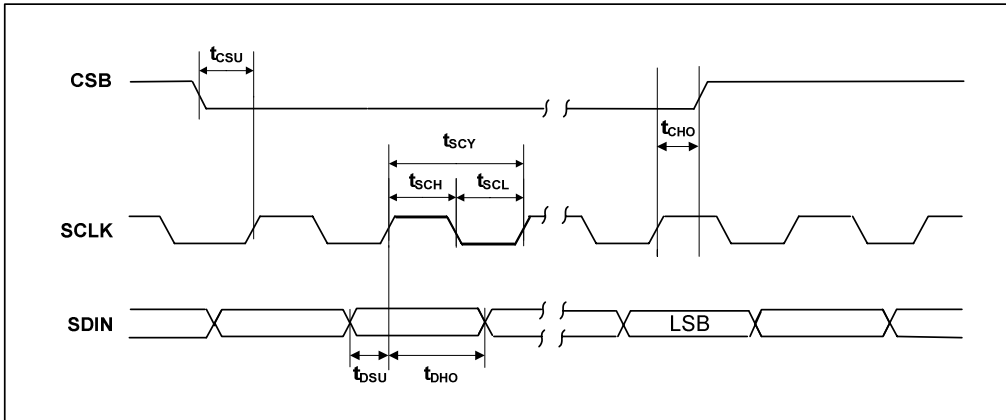 tCSU
CSB
tCHO
tSCY
tSCH
tSCL
SCLK
SDIN
LSB
tDSU
tDHO